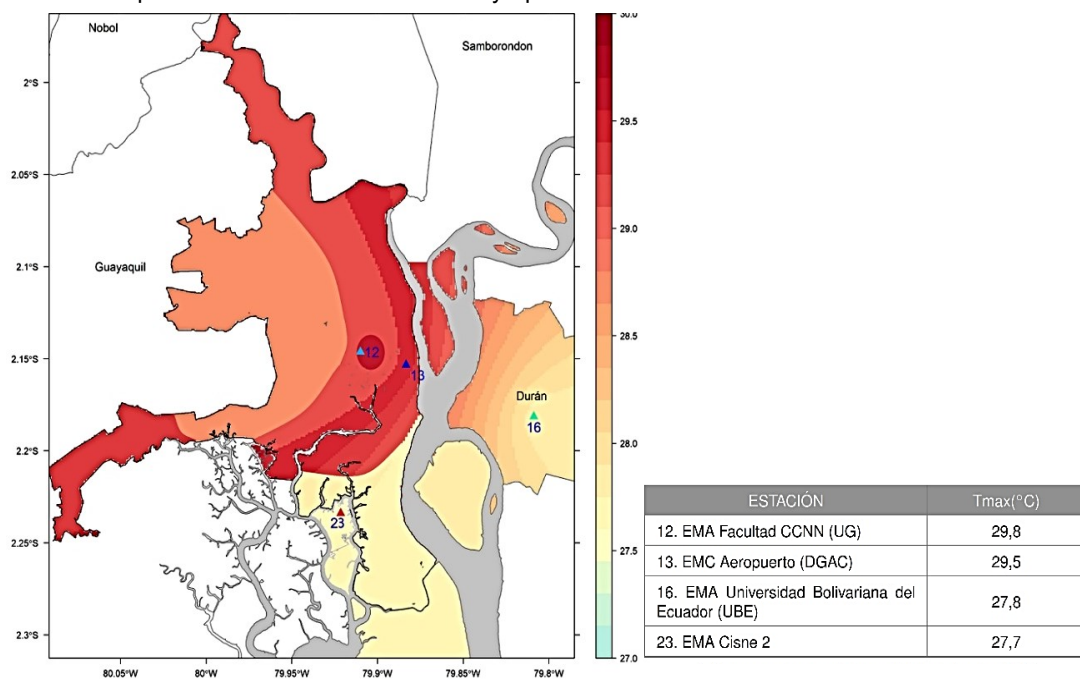 Nobol
Samborondon
Guayaquil
Durán
12
13
16
23
2°S
2.05°S
2.1°S
2.15°S
2.2°S
2.25°S
2.3°S
80.05°W
80°W
79.95°W
79.9°W
79.85°W
79.8°W
30.0
29.5
29.0
28.5
28.0
27.5
27.0
ESTACIÓN Tmax(°C)
12. EMA Facultad CCNN (UG) 29,8
13. EMC Aeropuerto (DGAC) 29,5
16. EMA Universidad Bolivariana del
Ecuador (UBE) 27,8
23. EMA Cisne 2 27,7